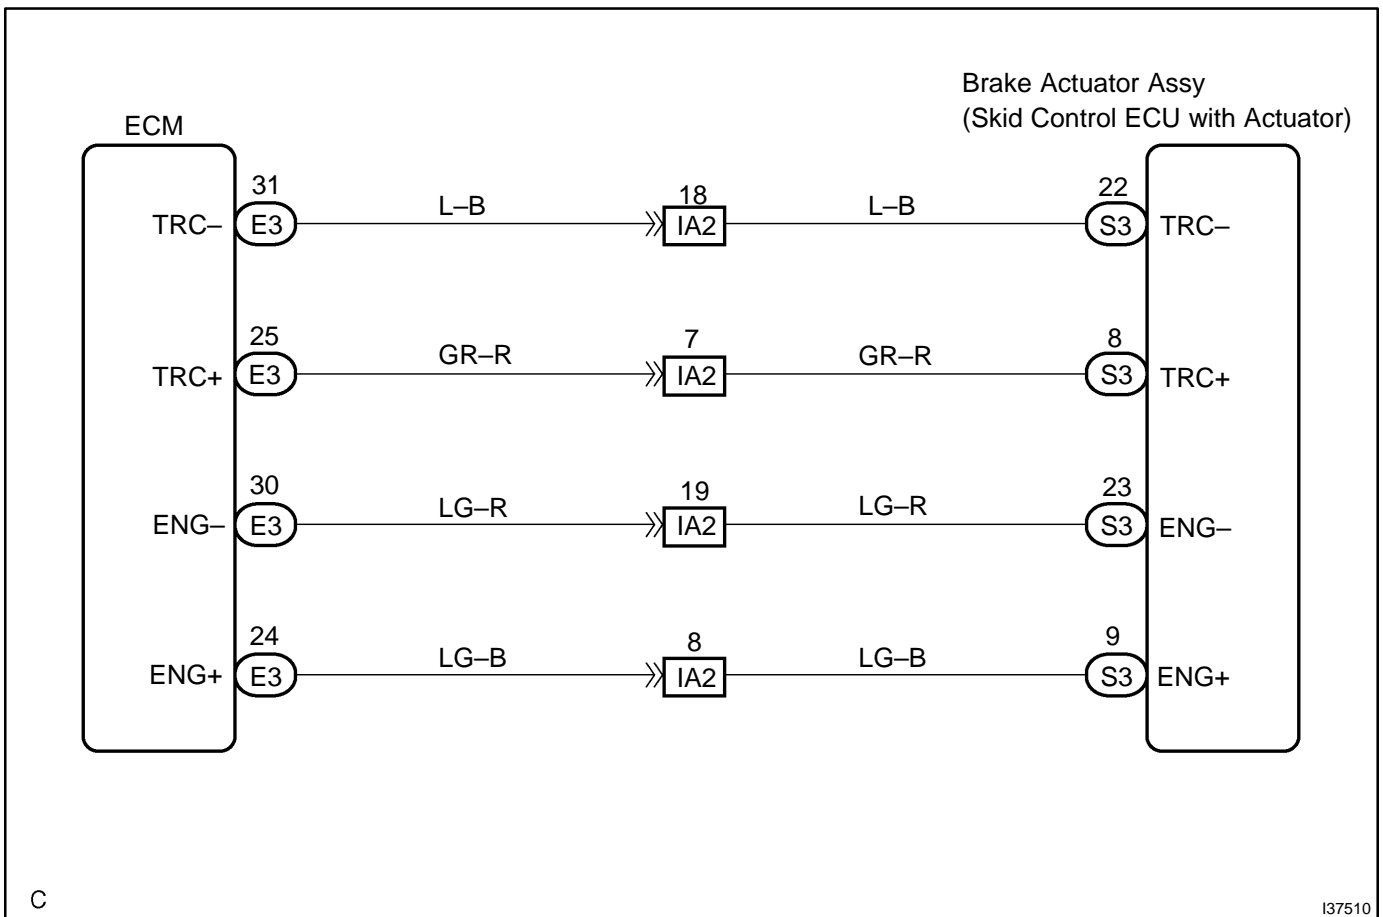 Brake Actuator Assy
(Skid Control ECU with Actuator)
ECM
TRC–
31
E3
L–B
18
IA2
L–B
22
S3
TRC–
TRC+
25
E3
GR–R
7
IA2
GR–R
8
S3
TRC+
ENG–
30
E3
LG–R
19
IA2
LG–R
23
S3
ENG–
ENG+
24
E3
LG–B
8
IA2
LG–B
9
S3
ENG+
C
I37510